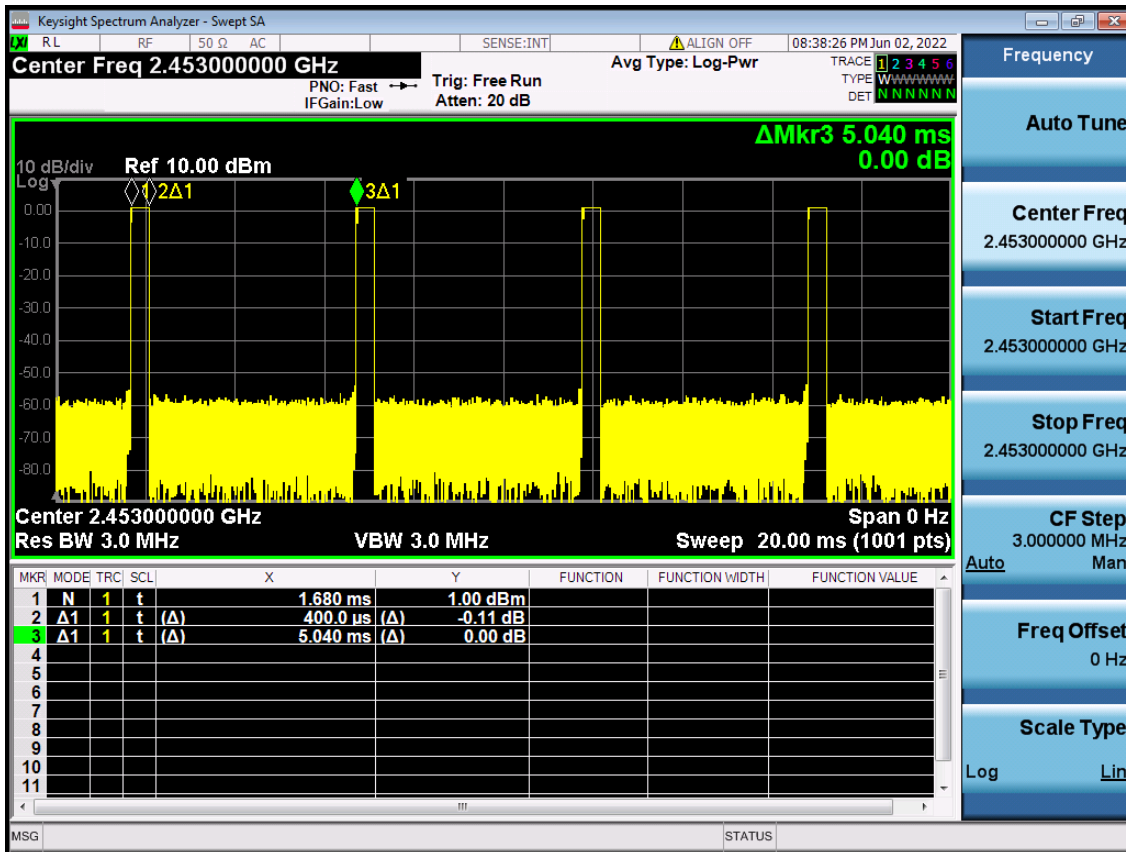 Keysight Spectrum Analyzer - Swept SA
LXI RL RF 50 Ω AC SENSE:INT ALIGN OFF 08:38:26 PM Jun 02, 2022
Center Freq 2.453000000 GHz
PNO: Fast
IFGain:Low
Trig: Free Run
Atten: 20 dB
Avg Type: Log-Pwr
TRACE 1 2 3 4 5 6
TYPE WWWWWWWW
DET N N N N N N
ΔMkr3 5.040 ms
0.00 dB
10 dB/div Ref 10.00 dBm
Log
1 2Δ1 3Δ1
0.00
-10.0
-20.0
-30.0
-40.0
-50.0
-60.0
-70.0
-80.0
Center 2.453000000 GHz Span 0 Hz
Res BW 3.0 MHz VBW 3.0 MHz Sweep 20.00 ms (1001 pts)
MKR MODE TRC SCL X Y FUNCTION FUNCTION WIDTH FUNCTION VALUE
1 N 1 t 1.680 ms 1.00 dBm
2 Δ1 1 t (Δ) 400.0 µs (Δ) -0.11 dB
3 Δ1 1 t (Δ) 5.040 ms (Δ) 0.00 dB
4
5
6
7
8
9
10
11
MSG STATUS
Frequency
Auto Tune
Center Freq
2.453000000 GHz
Start Freq
2.453000000 GHz
Stop Freq
2.453000000 GHz
CF Step
3.000000 MHz
Auto Man
Freq Offset
0 Hz
Scale Type
Log Lin